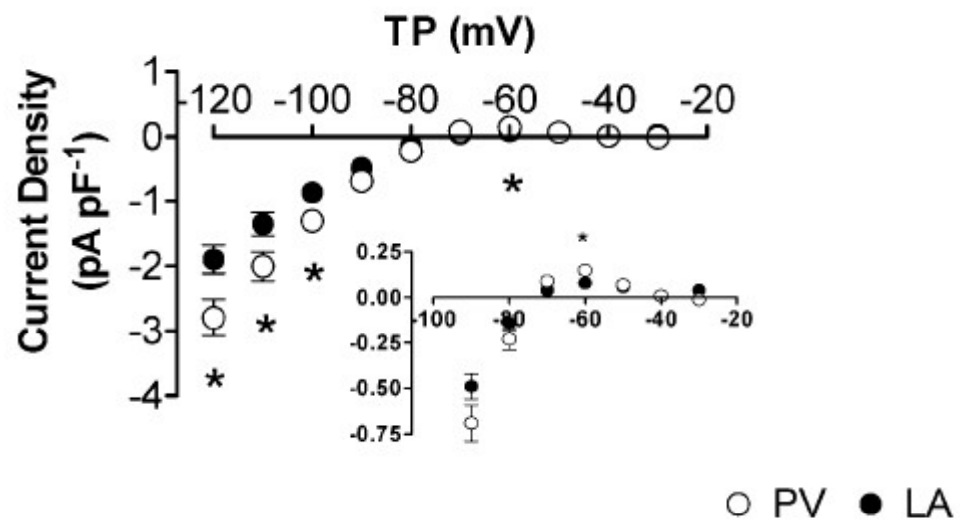 TP (mV)
1
-120 -100 -80 -60 -40 -20
0
-1
-2
-3
-4
Current Density
(pA pF⁻¹)
*
*
*
*
*
0.25
0.00
-100 -80 -60 -40 -20
-0.25
-0.50
-0.75
○ PV ● LA